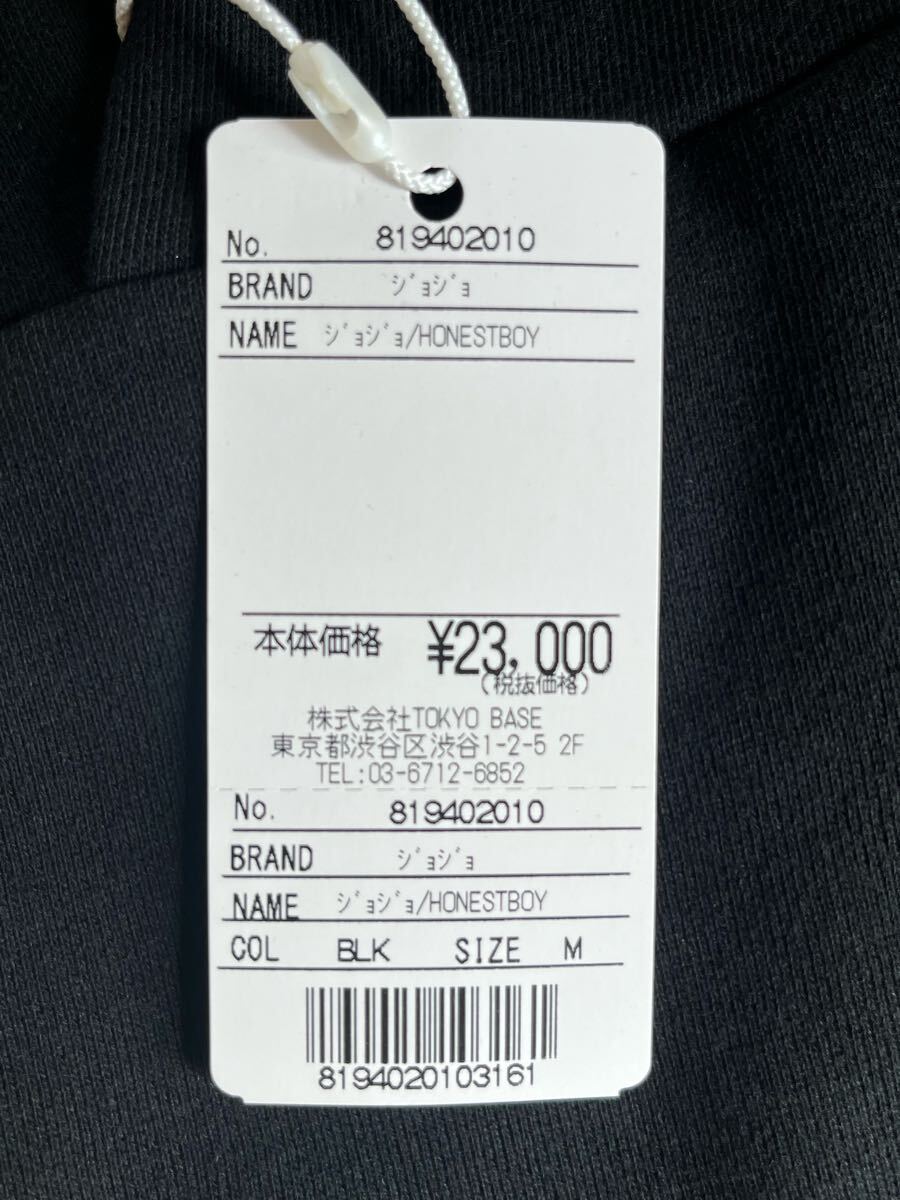 No. 819402010
BRAND ｼﾞｮｼﾞｮ
NAME ｼﾞｮｼﾞｮ/HONESTBOY
本体価格 ¥23,000
(税抜価格)
株式会社TOKYO BASE
東京都渋谷区渋谷1-2-5 2F
TEL:03-6712-6852
No. 819402010
BRAND ｼﾞｮｼﾞｮ
NAME ｼﾞｮｼﾞｮ/HONESTBOY
COL BLK SIZE M
8194020103161